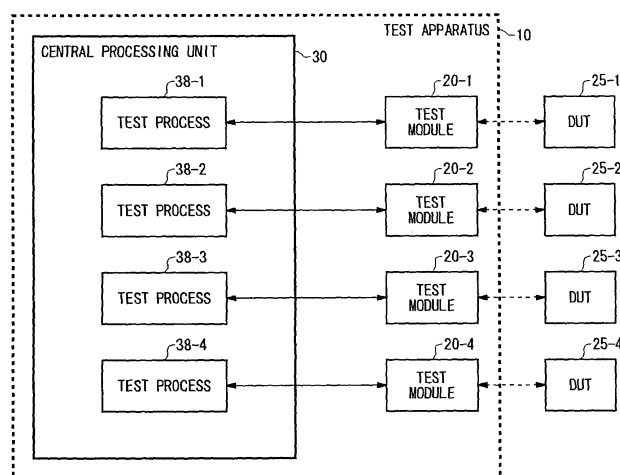 TEST APPARATUS 10
CENTRAL PROCESSING UNIT 30
38-1 20-1 25-1
TEST PROCESS TEST MODULE DUT
38-2 20-2 25-2
TEST PROCESS TEST MODULE DUT
38-3 20-3 25-3
TEST PROCESS TEST MODULE DUT
38-4 20-4 25-4
TEST PROCESS TEST MODULE DUT